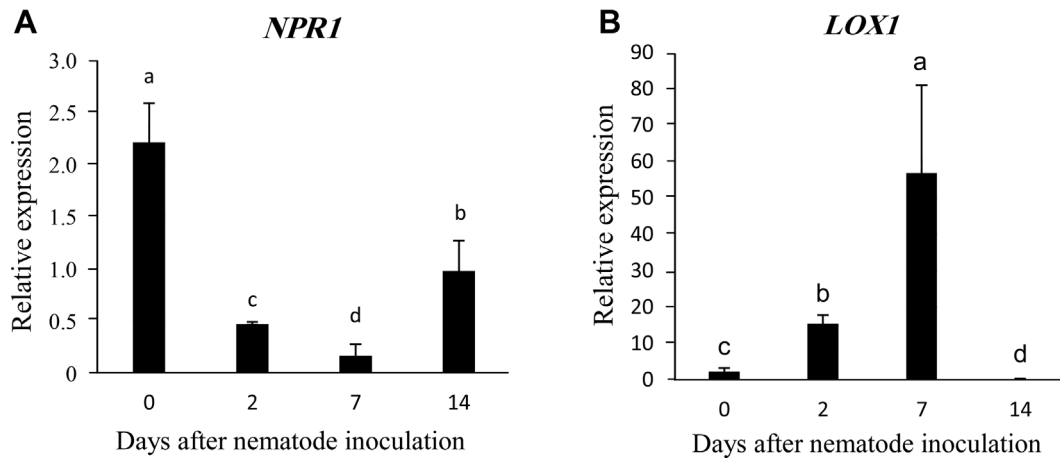 A
NPR1
3.0
2.5
2.0
1.5
1.0
0.5
0
Relative expression
a
c
d
b
0 2 7 14
Days after nematode inoculation
B
LOX1
90
80
70
60
50
40
30
20
10
0
Relative expression
c
b
a
d
0 2 7 14
Days after nematode inoculation